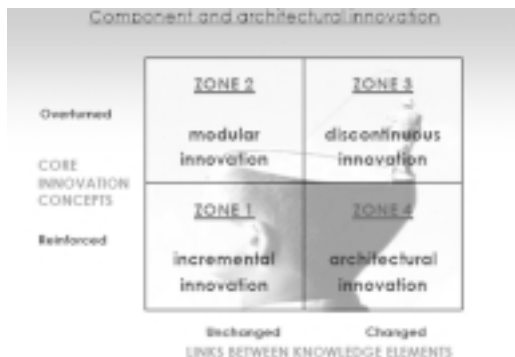 Component and architectural innovation
ZONE 2
modular
innovation
ZONE 3
discontinuous
innovation
Overturned
CORE
INNOVATION
CONCEPTS
Reinforced
ZONE 1
incremental
innovation
ZONE 4
architectural
innovation
Unchanged
Changed
LINKS BETWEEN KNOWLEDGE ELEMENTS